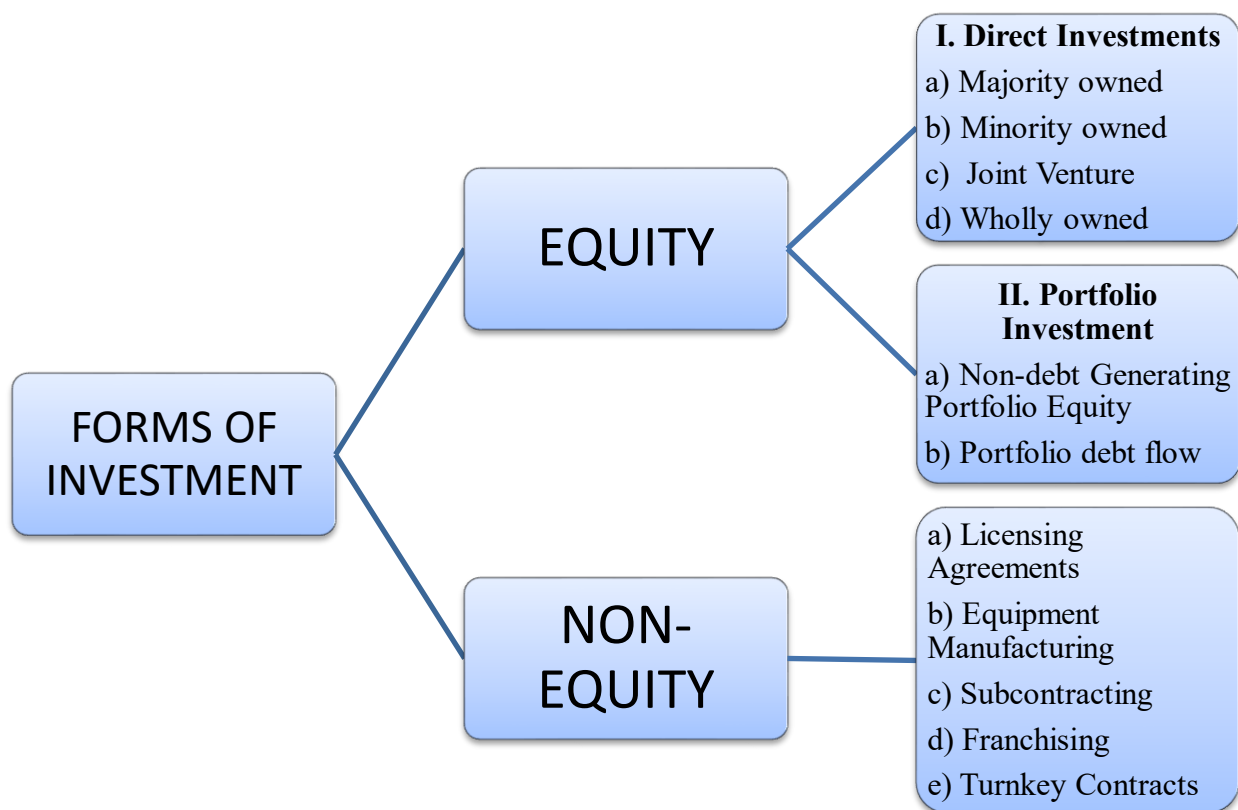 FORMS OF
INVESTMENT
EQUITY
I. Direct Investments
a) Majority owned
b) Minority owned
c) Joint Venture
d) Wholly owned
II. Portfolio
Investment
a) Non-debt Generating
Portfolio Equity
b) Portfolio debt flow
NON-
EQUITY
a) Licensing
Agreements
b) Equipment
Manufacturing
c) Subcontracting
d) Franchising
e) Turnkey Contracts